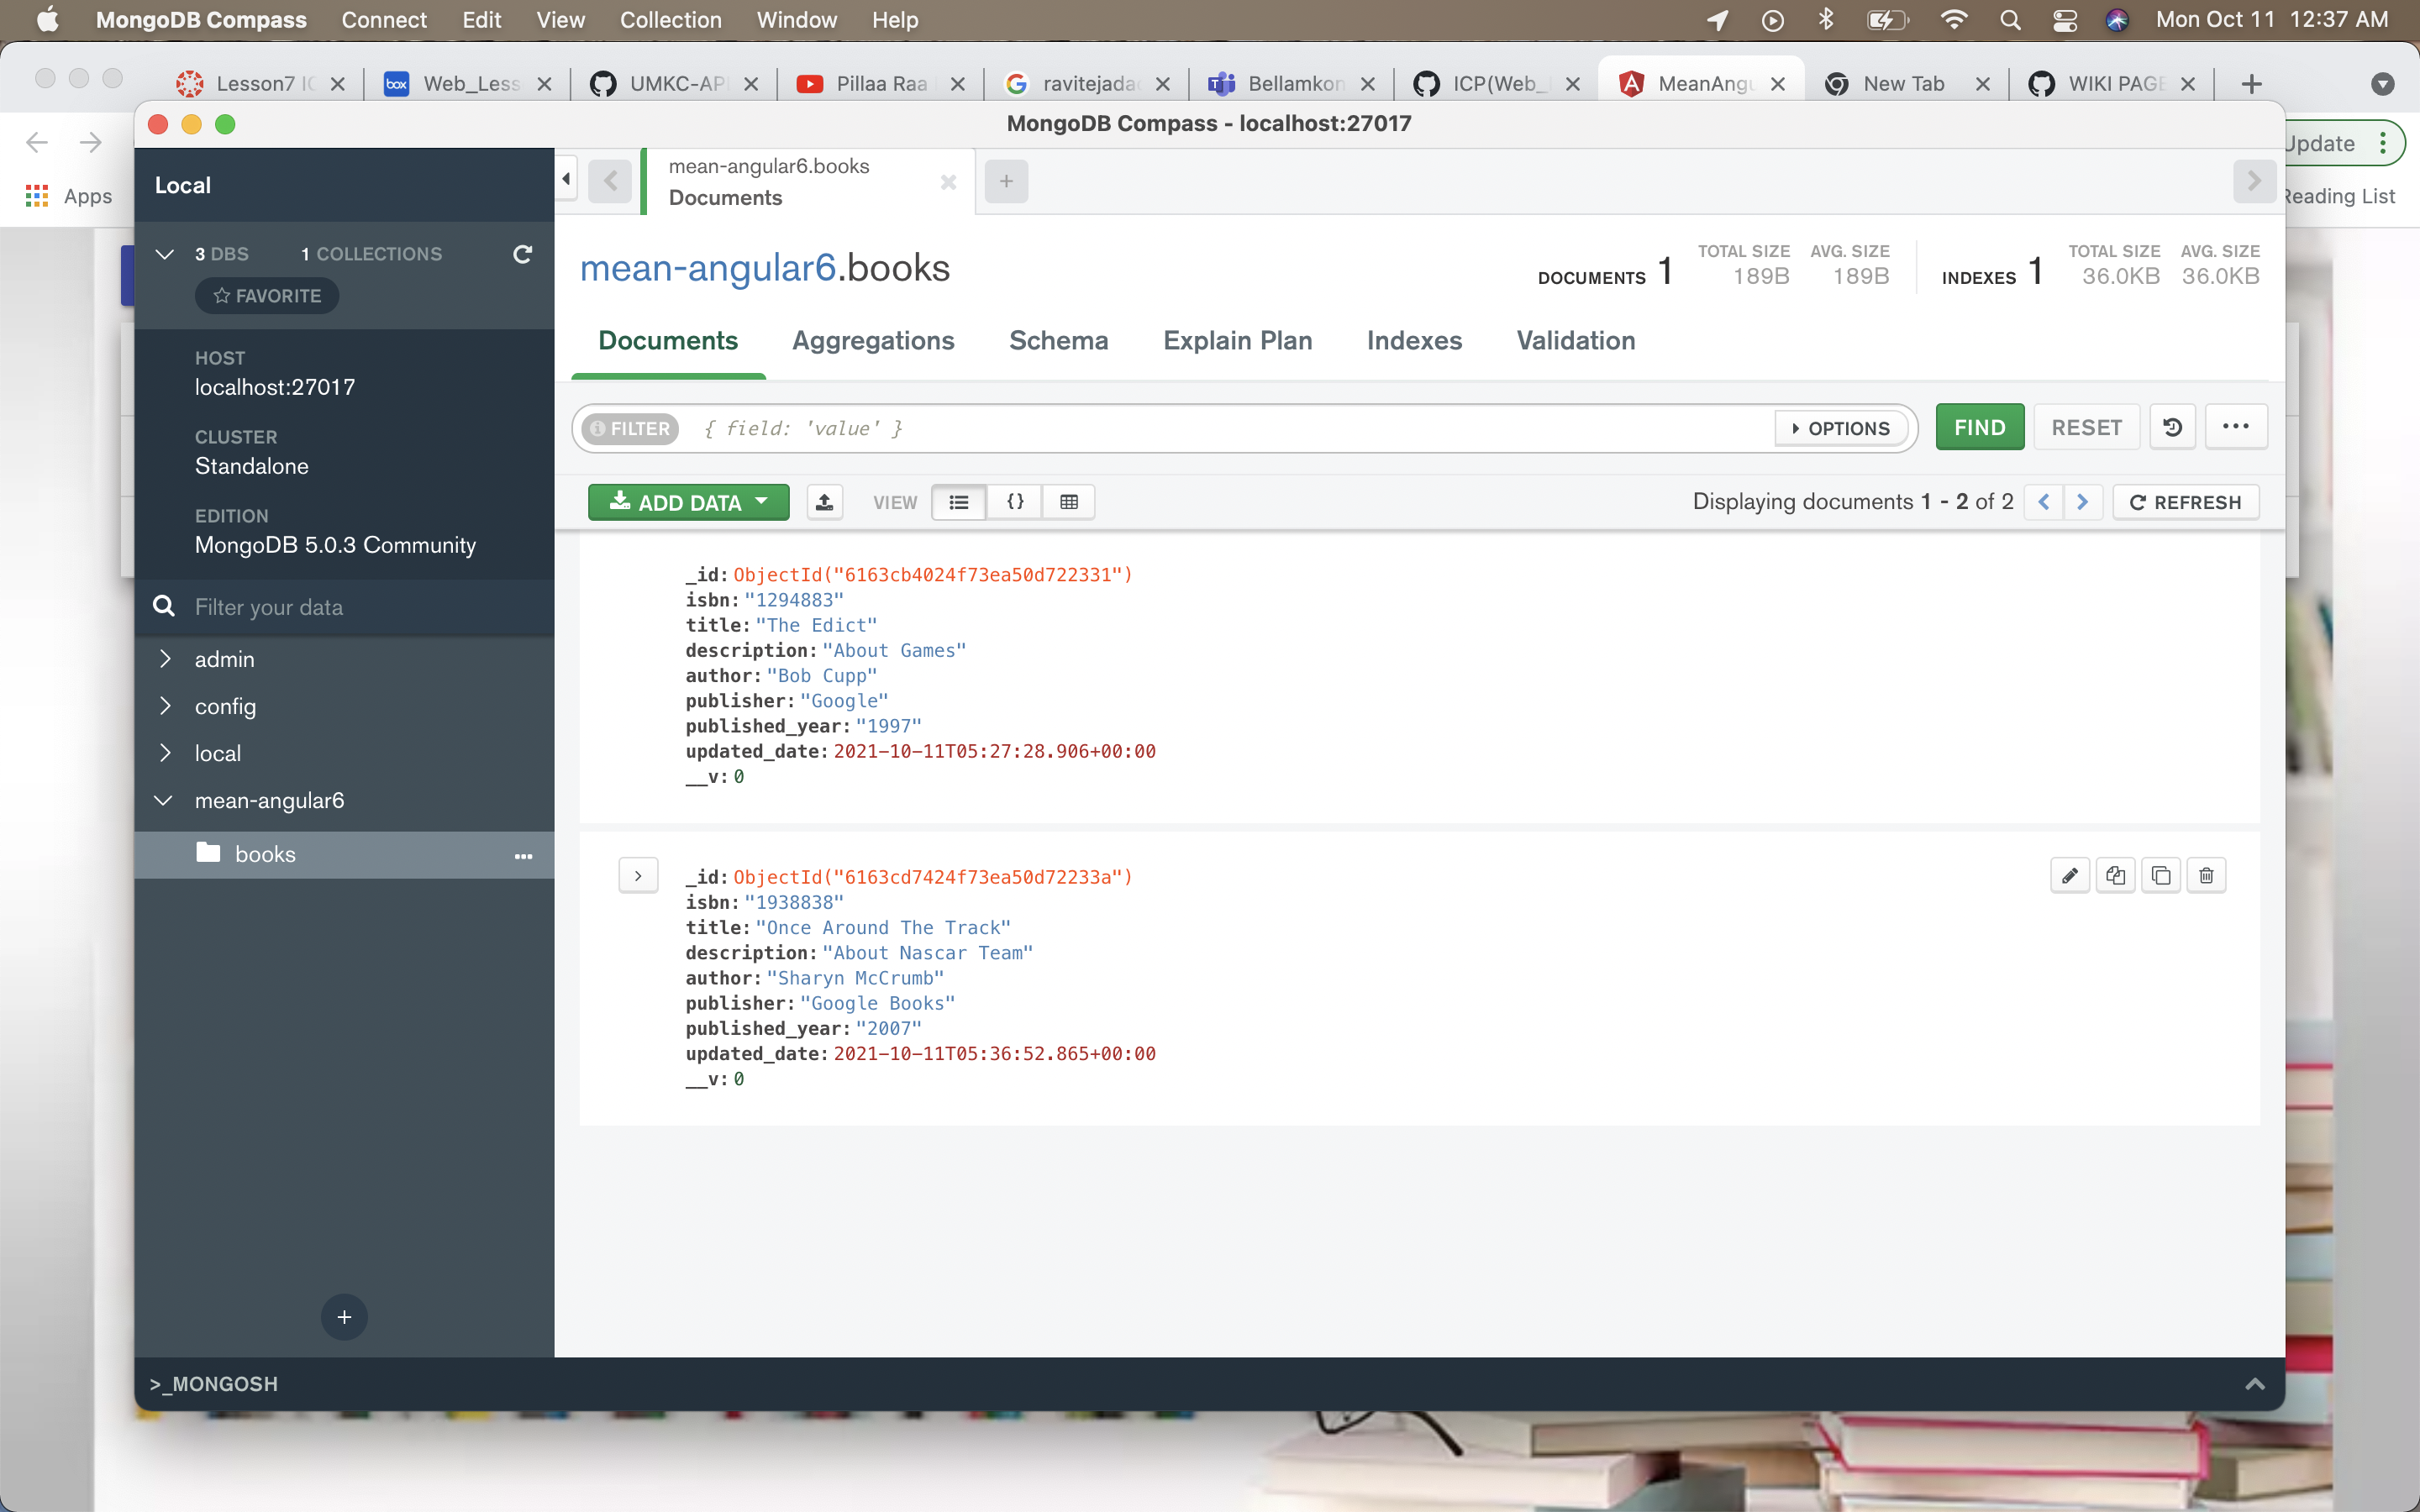 MongoDB Compass Connect Edit View Collection Window Help Mon Oct 11 12:37 AM
Lesson7 Web_Less UMKC-AP Pillaa Raa ravitejada Bellamkon ICP(Web_ MeanAngu New Tab WIKI PAGE
MongoDB Compass - localhost:27017
Update
Apps
Reading List
Local
mean-angular6.books
Documents
3 DBS 1 COLLECTIONS
FAVORITE
mean-angular6.books
DOCUMENTS 1 TOTAL SIZE 189B AVG. SIZE 189B INDEXES 1 TOTAL SIZE 36.0KB AVG. SIZE 36.0KB
Documents Aggregations Schema Explain Plan Indexes Validation
HOST
localhost:27017
CLUSTER
Standalone
EDITION
MongoDB 5.0.3 Community
FILTER { field: 'value' } OPTIONS FIND RESET
ADD DATA VIEW {} Displaying documents 1 - 2 of 2 REFRESH
Filter your data
admin
config
local
mean-angular6
books
_id: ObjectId("6163cb4024f73ea50d722331")
isbn: "1294883"
title: "The Edict"
description: "About Games"
author: "Bob Cupp"
publisher: "Google"
published_year: "1997"
updated_date: 2021-10-11T05:27:28.906+00:00
__v: 0
_id: ObjectId("6163cd7424f73ea50d72233a")
isbn: "1938838"
title: "Once Around The Track"
description: "About Nascar Team"
author: "Sharyn McCrumb"
publisher: "Google Books"
published_year: "2007"
updated_date: 2021-10-11T05:36:52.865+00:00
__v: 0
>_MONGOSH